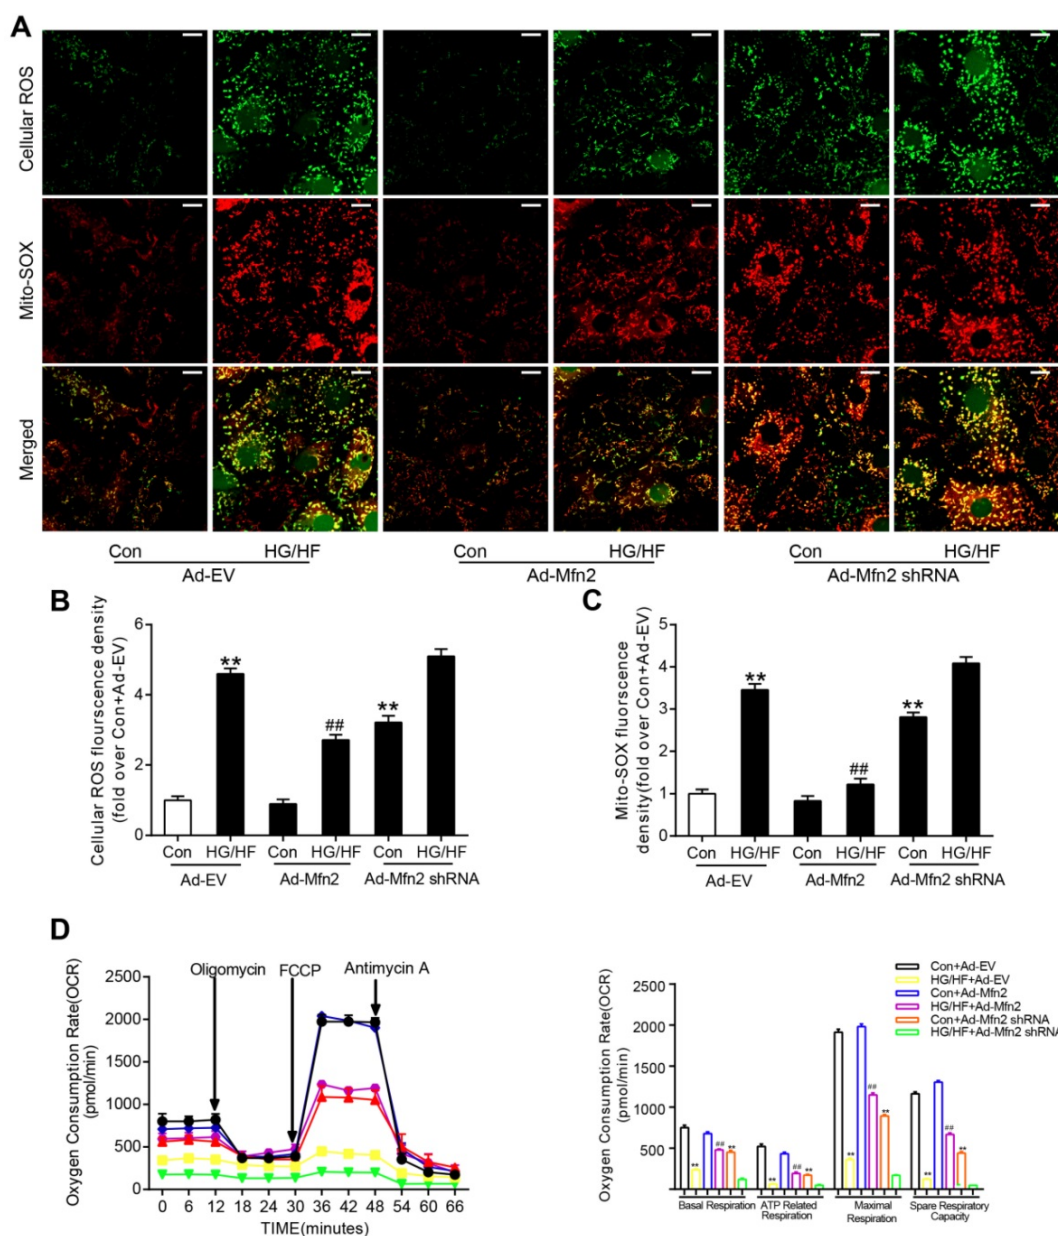 A
Cellular ROS
Mito-SOX
Merged
Con HG/HF Con HG/HF Con HG/HF
Ad-EV Ad-Mfn2 Ad-Mfn2 shRNA
B
Cellular ROS flourscence density
(fold over Con+Ad-EV)
6
4
2
0
**
##
**
Con HG/HF Con HG/HF Con HG/HF
Ad-EV Ad-Mfn2 Ad-Mfn2 shRNA
C
Mito-SOX fluorscence
density(fold over Con+Ad-EV)
5
4
3
2
1
0
**
##
**
Con HG/HF Con HG/HF Con HG/HF
Ad-EV Ad-Mfn2 Ad-Mfn2 shRNA
D
Oxygen Consumption Rate(OCR)
(pmol/min)
2500
2000
1500
1000
500
0
Oligomycin FCCP Antimycin A
0 6 12 18 24 30 36 42 48 54 60 66
TIME(minutes)
Oxygen Consumption Rate(OCR)
(pmol/min)
2500
2000
1500
1000
500
0
Con+Ad-EV
HG/HF+Ad-EV
Con+Ad-Mfn2
HG/HF+Ad-Mfn2
Con+Ad-Mfn2 shRNA
HG/HF+Ad-Mfn2 shRNA
** ## **
** ## **
** ## **
** ## **
Basal Respiration ATP Related Maximal Spare Respiratory
Respiration Respiration Capacity